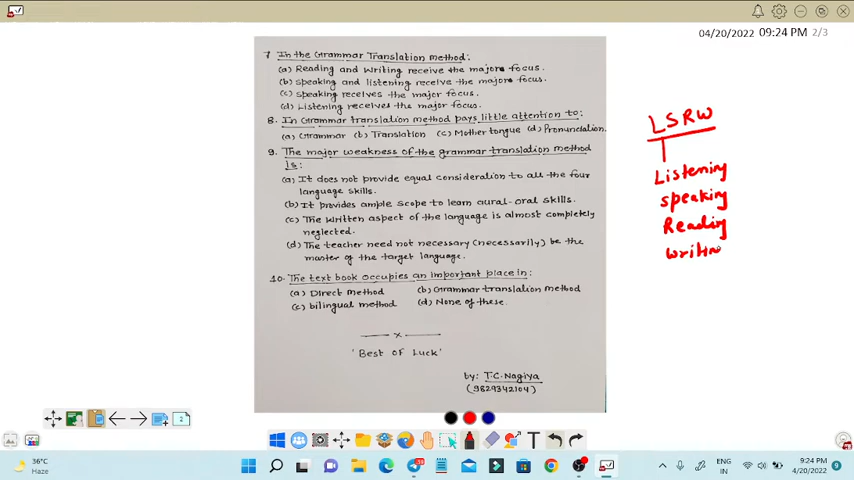 04/20/2022 09:24 PM 2/3
7 In the Grammar Translation method:
(a) Reading and writing receive the major focus.
(b) Speaking and listening receive the major focus.
(c) Speaking receives the major focus.
(d) Listening receives the major focus.
8. In Grammar translation method pays little attention to:
(a) Grammar (b) Translation (c) Mother tongue (d) Pronunciation.
9. The major weakness of the grammar translation method
is:
(a) It does not provide equal consideration to all the four
language skills.
(b) It provides ample scope to learn aural-oral skills.
(c) The written aspect of the language is almost completely
neglected.
(d) The teacher need not necessary (necessarily) be the
master of the target language.
10. The text book occupies an important place in:
(a) Direct method (b) Grammar translation method
(c) bilingual method (d) None of these.
x
'Best of Luck'
by: T.C. Nagiya
(9829342104)
LSRW
Listening
speaking
Reading
writin
2
T
36°C
Haze
ENG
IN
9:24 PM
4/20/2022